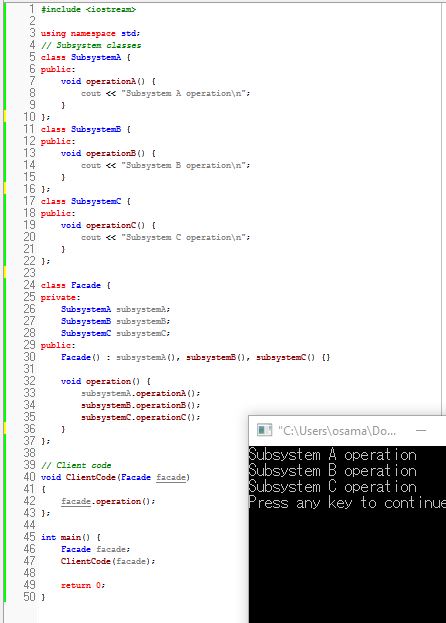 1 #include <iostream>
2
3 using namespace std;
4 // Subsystem classes
5 class SubsystemA {
6 public:
7     void operationA() {
8         cout << "Subsystem A operation\n";
9     }
10 };
11 class SubsystemB {
12 public:
13     void operationB() {
14         cout << "Subsystem B operation\n";
15     }
16 };
17 class SubsystemC {
18 public:
19     void operationC() {
20         cout << "Subsystem C operation\n";
21     }
22 };
23
24 class Facade {
25 private:
26     SubsystemA subsystemA;
27     SubsystemB subsystemB;
28     SubsystemC subsystemC;
29 public:
30     Facade() : subsystemA(), subsystemB(), subsystemC() {}
31
32     void operation() {
33         subsystemA.operationA();
34         subsystemB.operationB();
35         subsystemC.operationC();
36     }
37 };
38
39 // Client code
40 void ClientCode(Facade facade)
41 {
42     facade.operation();
43 };
44
45 int main() {
46     Facade facade;
47     ClientCode(facade);
48
49     return 0;
50 }
"C:\Users\osama\Do...
Subsystem A operation
Subsystem B operation
Subsystem C operation
Press any key to continue